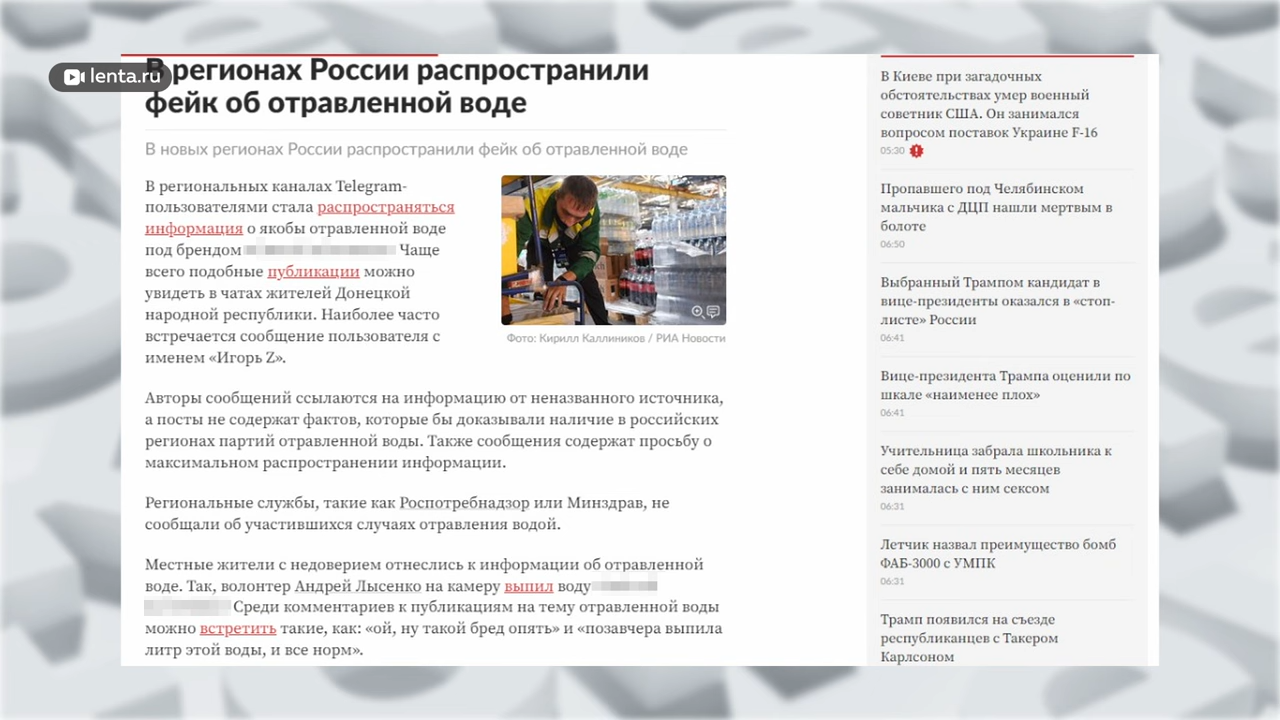 lenta.ru
В регионах России распространили
фейк об отравленной воде
В новых регионах России распространили фейк об отравленной воде
В региональных каналах Telegram-
пользователями стала распространяться
информация о якобы отравленной воде
под брендом Чаще
всего подобные публикации можно
увидеть в чатах жителей Донецкой
народной республики. Наиболее часто
встречается сообщение пользователя с
именем «Игорь Z».
Фото: Кирилл Каллиников / РИА Новости
Авторы сообщений ссылаются на информацию от неназванного источника,
а посты не содержат фактов, которые бы доказывали наличие в российских
регионах партий отравленной воды. Также сообщения содержат просьбу о
максимальном распространении информации.
Региональные службы, такие как Роспотребнадзор или Минздрав, не
сообщали об участившихся случаях отравления водой.
Местные жители с недоверием отнеслись к информации об отравленной
воде. Так, волонтер Андрей Лысенко на камеру выпил воду
Среди комментариев к публикациям на тему отравленной воды
можно встретить такие, как: «ой, ну такой бред опять» и «позавчера выпила
литр этой воды, и все норм».
В Киеве при загадочных
обстоятельствах умер военный
советник США. Он занимался
вопросом поставок Украине F-16
05:30
Пропавшего под Челябинском
мальчика с ДЦП нашли мертвым в
болоте
06:50
Выбранный Трампом кандидат в
вице-президенты оказался в «стоп-
листе» России
06:41
Вице-президента Трампа оценили по
шкале «наименее плох»
06:41
Учительница забрала школьника к
себе домой и пять месяцев
занималась с ним сексом
06:31
Летчик назвал преимущество бомб
ФАБ-3000 с УМПК
06:31
Трамп появился на съезде
республиканцев с Такером
Карлсоном